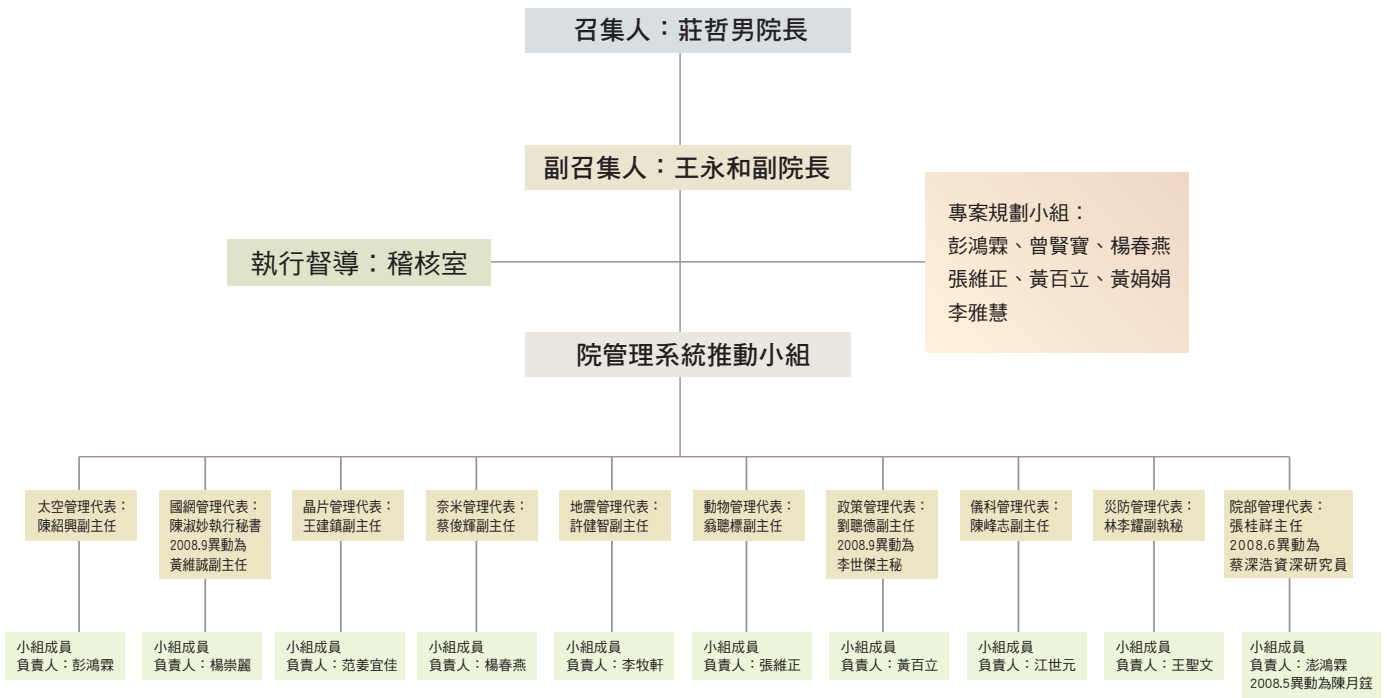 召集人：莊哲男院長
副召集人：王永和副院長
專案規劃小組：
彭鴻霖、曾賢寶、楊春燕
張維正、黃百立、黃娟娟
李雅慧
執行督導：稽核室
院管理系統推動小組
太空管理代表：
陳紹興副主任
國網管理代表：
陳淑妙執行秘書
2008.9異動為
黃維誠副主任
晶片管理代表：
王建鎮副主任
奈米管理代表：
蔡俊輝副主任
地震管理代表：
許健智副主任
動物管理代表：
翁聰標副主任
政策管理代表：
劉聰德副主任
2008.9異動為
李世傑主秘
儀科管理代表：
陳峰志副主任
災防管理代表：
林李耀副執秘
院部管理代表：
張桂祥主任
2008.6異動為
蔡深浩資深研究員
小組成員
負責人：彭鴻霖
小組成員
負責人：楊崇麗
小組成員
負責人：范姜宜佳
小組成員
負責人：楊春燕
小組成員
負責人：李牧軒
小組成員
負責人：張維正
小組成員
負責人：黃百立
小組成員
負責人：江世元
小組成員
負責人：王聖文
小組成員
負責人：澎鴻霖
2008.5異動為陳月筳